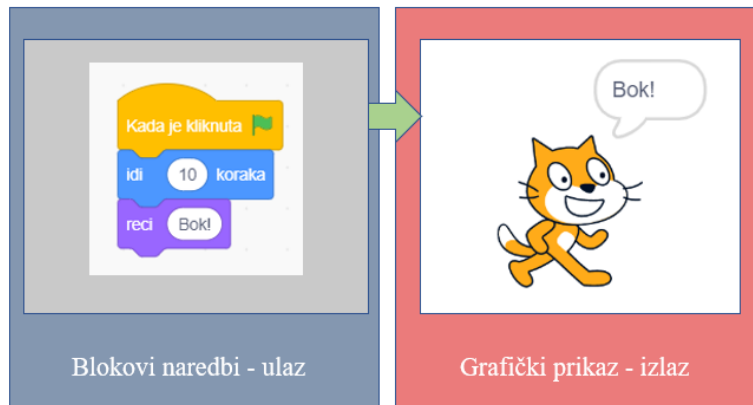 Kada je kliknuta
idi 10 koraka
reci Bok!
Blokovi naredbi - ulaz
Bok!
Grafički prikaz - izlaz